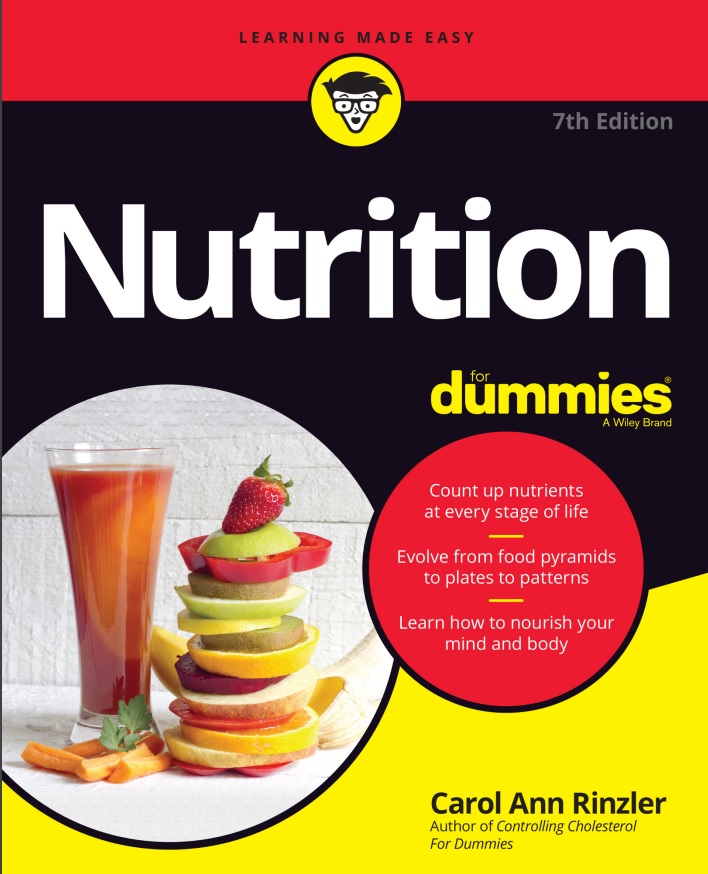 LEARNING MADE EASY
7th Edition
Nutrition
for
dummies®
A Wiley Brand
Count up nutrients
at every stage of life
Evolve from food pyramids
to plates to patterns
Learn how to nourish your
mind and body
Carol Ann Rinzler
Author of Controlling Cholesterol
For Dummies